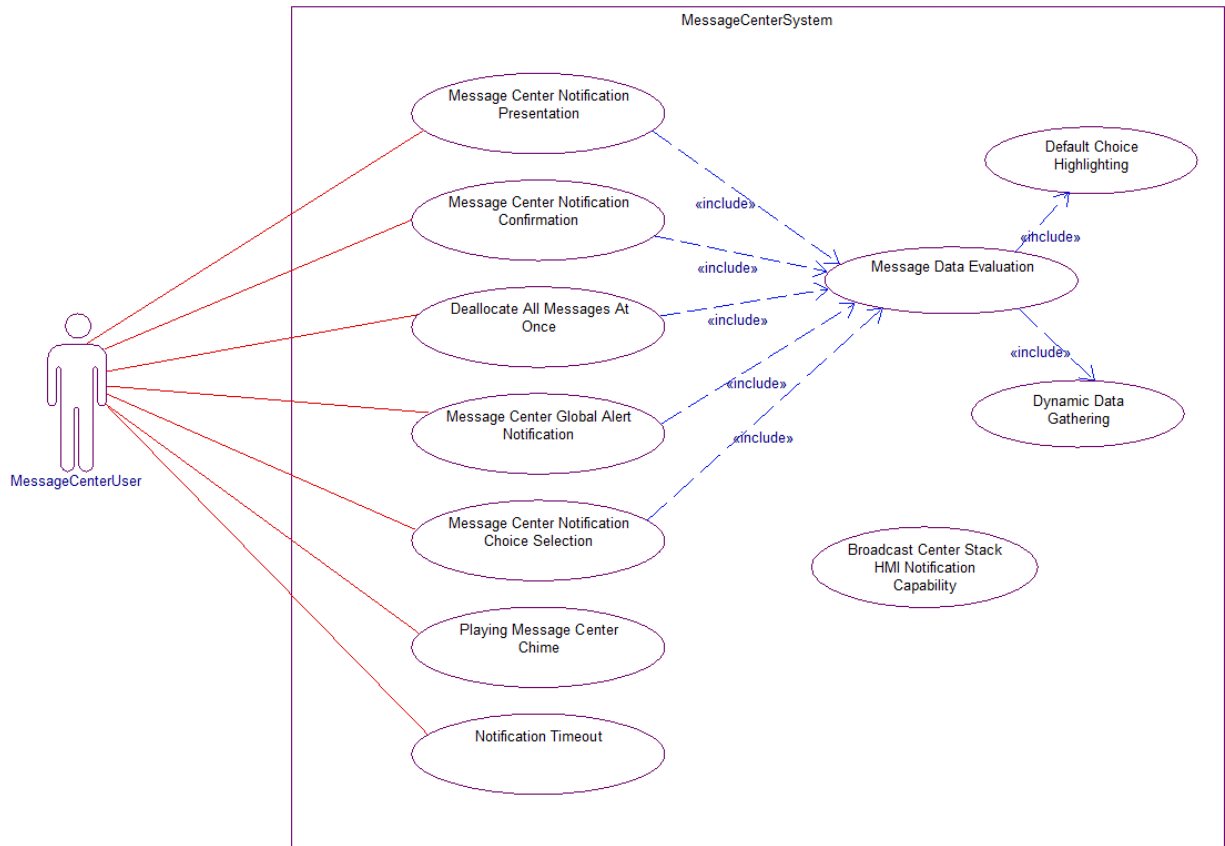 MessageCenterSystem
Message Center Notification
Presentation
Default Choice
Highlighting
«include»
Message Center Notification
Confirmation
«include»
«include»
Message Data Evaluation
Deallocate All Messages At
Once
«include»
«include»
«include»
Message Center Global Alert
Notification
Dynamic Data
Gathering
«include»
MessageCenterUser
Message Center Notification
Choice Selection
Broadcast Center Stack
HMI Notification
Capability
Playing Message Center
Chime
Notification Timeout